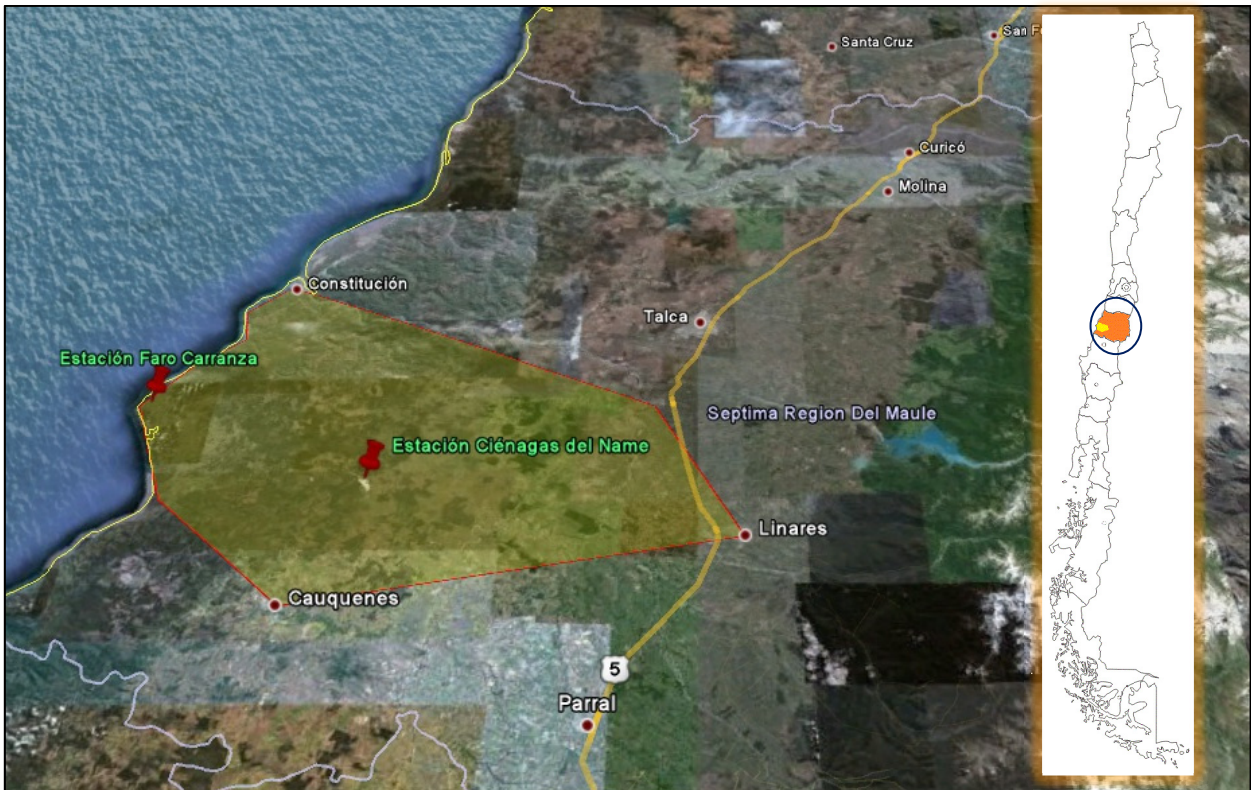 Santa Cruz
San F
Curicó
Molina
Constitución
Talca
Estación Faro Carranza
Septima Region Del Maule
Estación Ciénagas del Name
Linares
Cauquenes
5
Parral